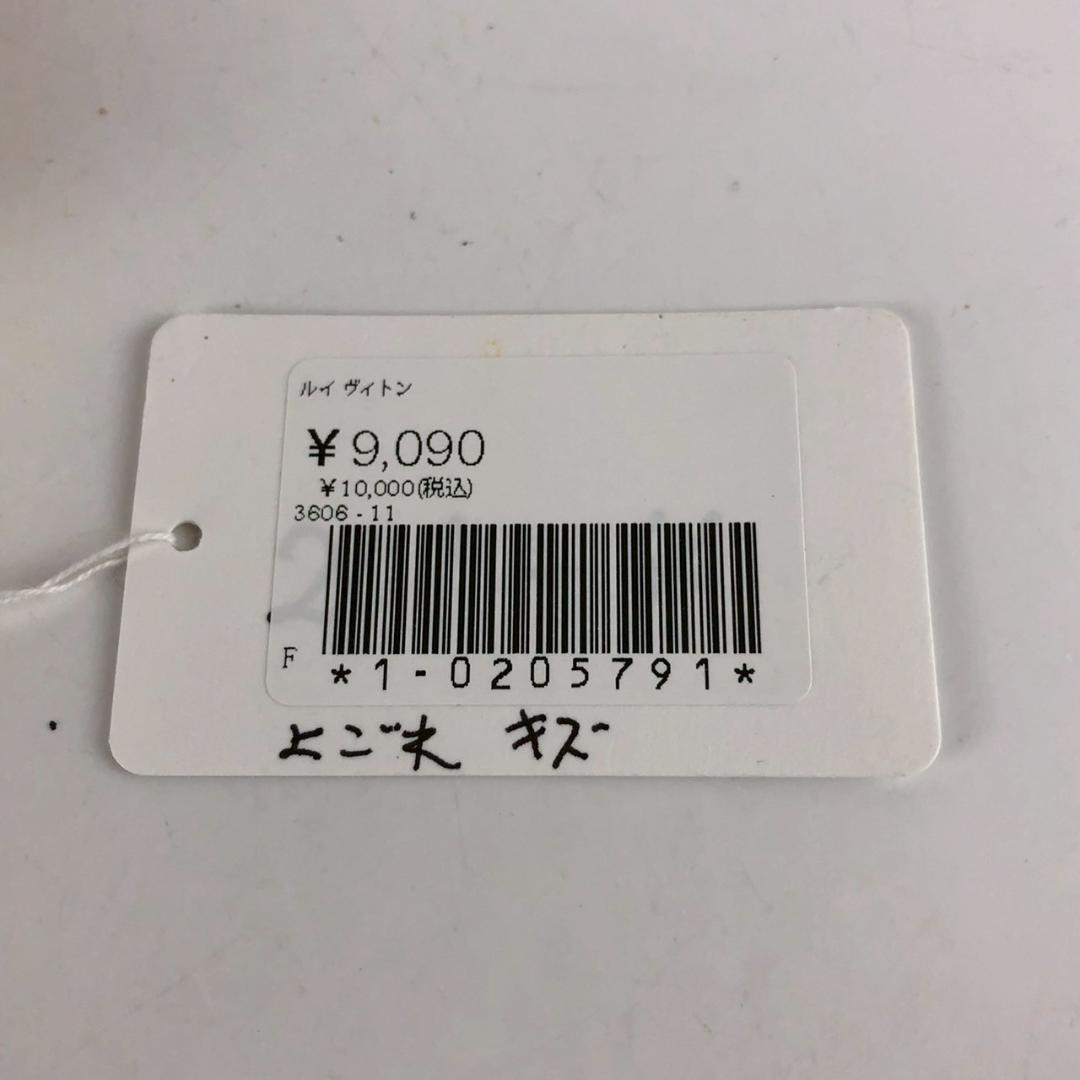 ルイ ヴィトン
¥9,090
¥10,000(税込)
3606-11
F
*1-0205791*
よごれ キズ